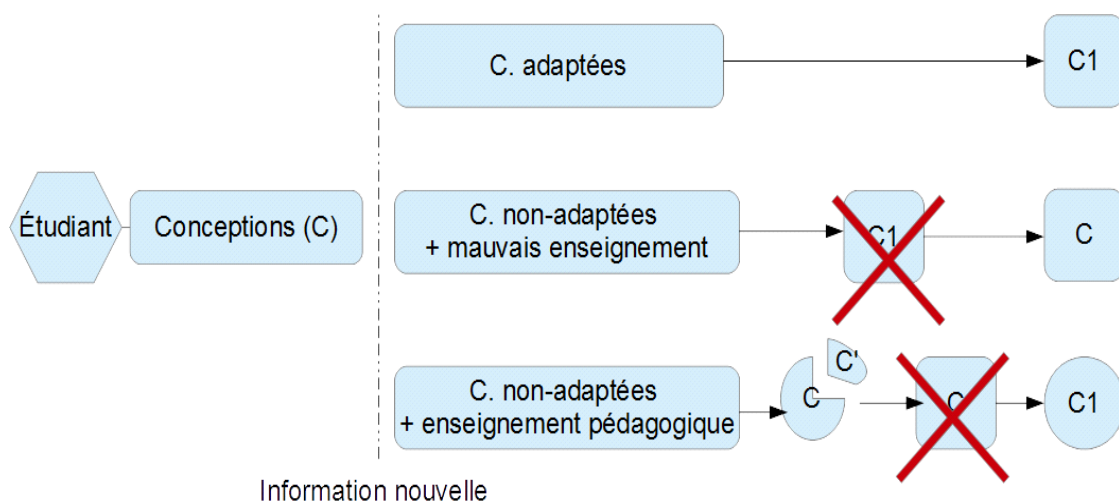 C. adaptées
C1
Étudiant
Conceptions (C)
C. non-adaptées
+ mauvais enseignement
C1
C
C. non-adaptées
+ enseignement pédagogique
C
C'
C
C1
Information nouvelle